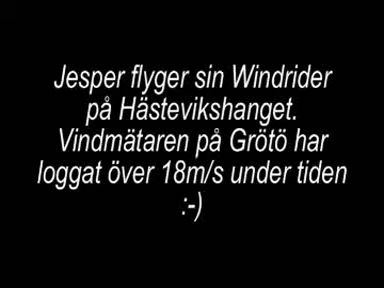 Jesper flyger sin Windrider
på Hästevikshanget.
Vindmätaren på Grötö har
loggat över 18m/s under tiden
:-)